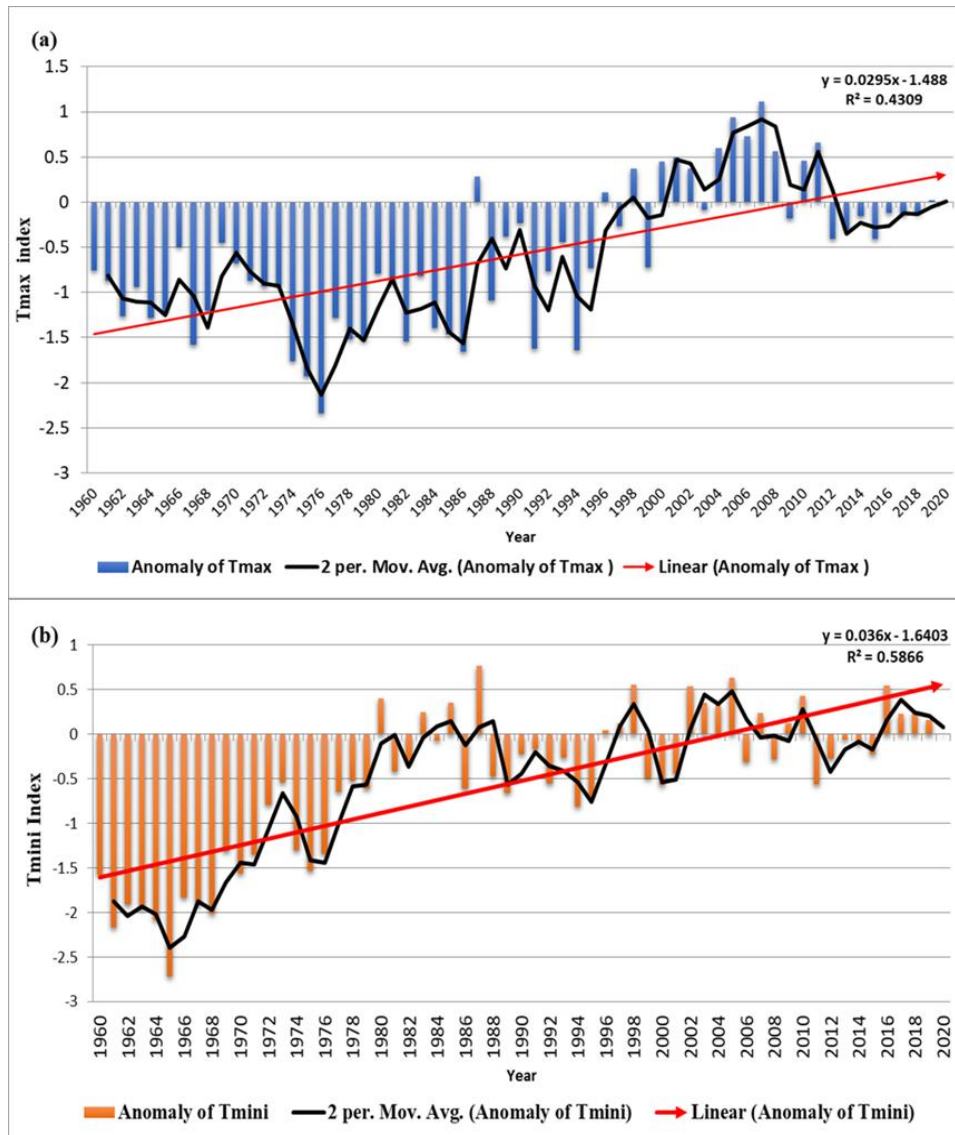 (a)
y = 0.0295x - 1.488
R² = 0.4309
Tmax index
1
0.5
0
-0.5
-1
-1.5
-2
-2.5
-3
1960 1962 1964 1966 1968 1970 1972 1974 1976 1978 1980 1982 1984 1986 1988 1990 1992 1994 1996 1998 2000 2002 2004 2006 2008 2010 2012 2014 2016 2018 2020
Year
Anomaly of Tmax 2 per. Mov. Avg. (Anomaly of Tmax ) Linear (Anomaly of Tmax )
(b)
y = 0.036x - 1.6403
R² = 0.5866
Tmini Index
1
0.5
0
-0.5
-1
-1.5
-2
-2.5
-3
1960 1962 1964 1966 1968 1970 1972 1974 1976 1978 1980 1982 1984 1986 1988 1990 1992 1994 1996 1998 2000 2002 2004 2006 2008 2010 2012 2014 2016 2018 2020
Year
Anomaly of Tmini 2 per. Mov. Avg. (Anomaly of Tmini) Linear (Anomaly of Tmini)